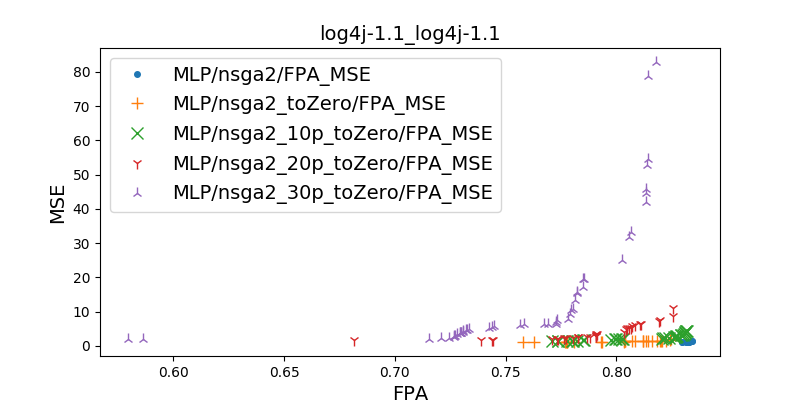 log4j-1.1_log4j-1.1
MLP/nsga2/FPA_MSE
MLP/nsga2_toZero/FPA_MSE
MLP/nsga2_10p_toZero/FPA_MSE
MLP/nsga2_20p_toZero/FPA_MSE
MLP/nsga2_30p_toZero/FPA_MSE
MSE
80
70
60
50
40
30
20
10
0
0.60 0.65 0.70 0.75 0.80
FPA